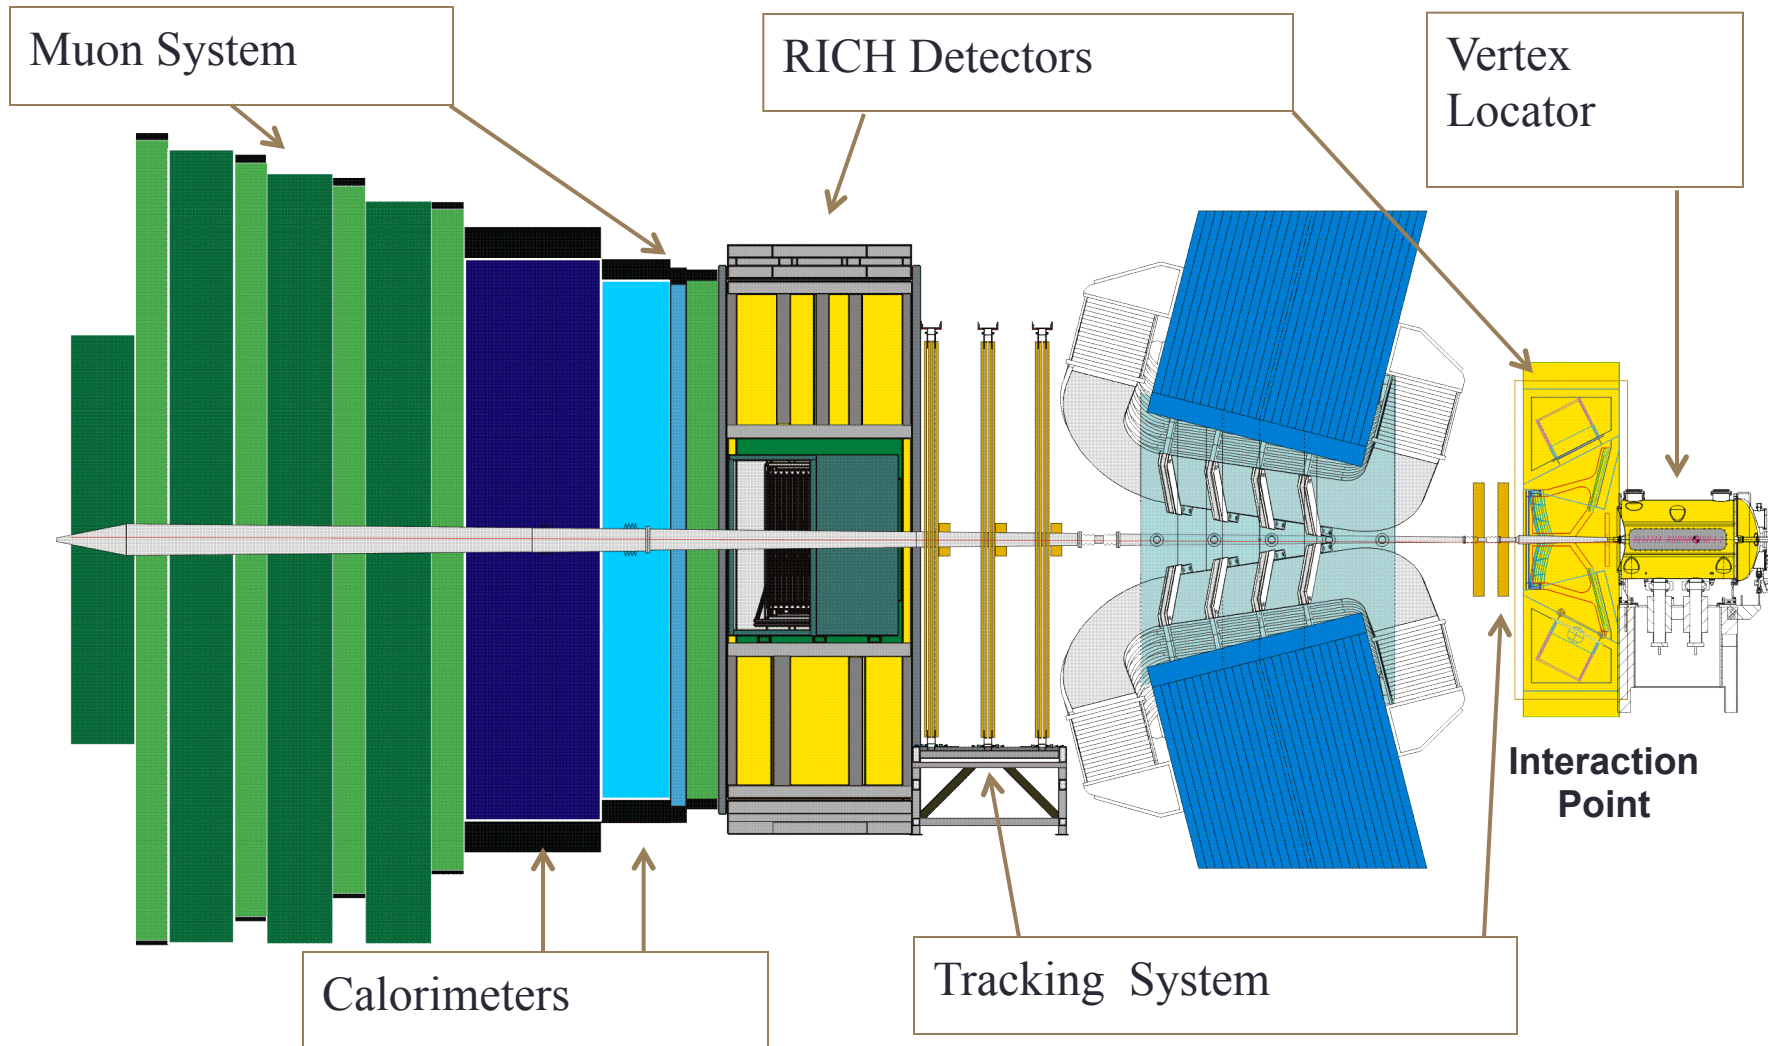 Muon System
RICH Detectors
Vertex
Locator
Interaction
Point
Calorimeters
Tracking System